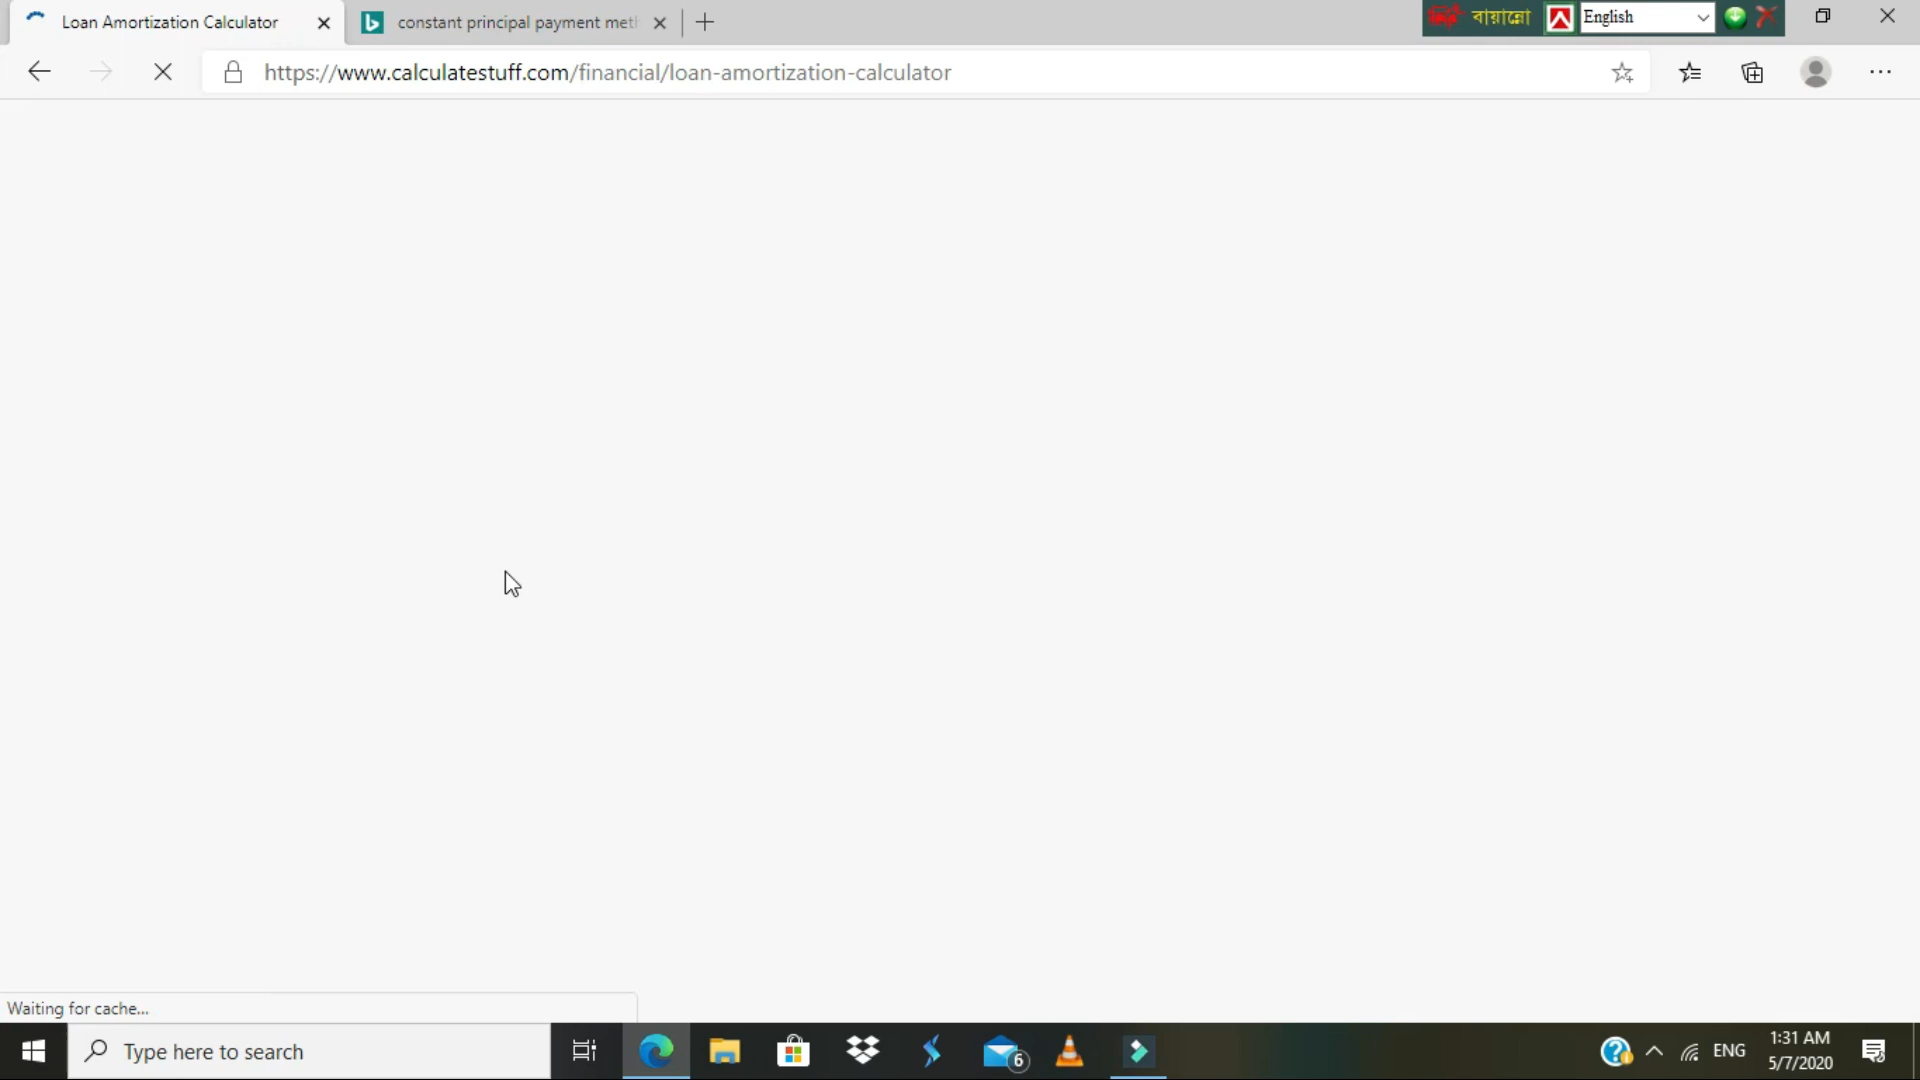 Loan Amortization Calculator
constant principal payment meth
বায়ান্নো
English
https://www.calculatestuff.com/financial/loan-amortization-calculator
Waiting for cache...
Type here to search
6
ENG
1:31 AM
5/7/2020